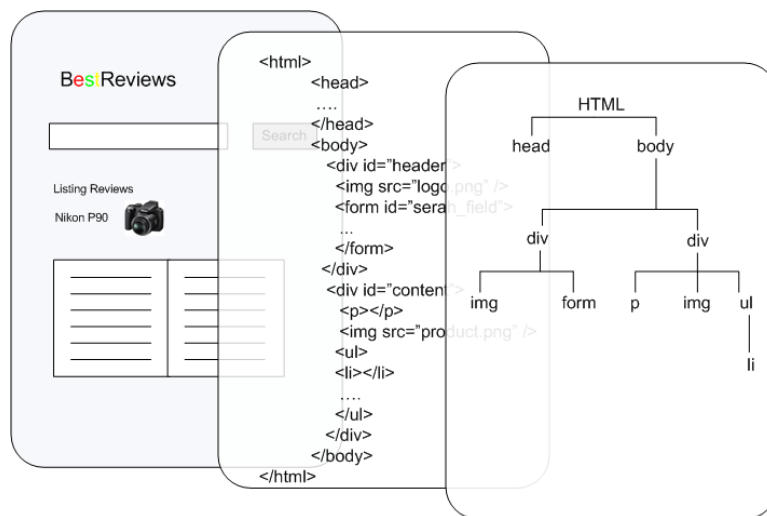 BestReviews
Search
Listing Reviews
Nikon P90
<html>
<head>
....
</head>
<body>
<div id="header">
<img src="logo.png" />
<form id="serah_field">
...
</form>
</div>
<div id="content">
<p></p>
<img src="product.png" />
<ul>
<li></li>
....
</ul>
</div>
</body>
</html>
HTML
head body
div div
img form p img ul
li